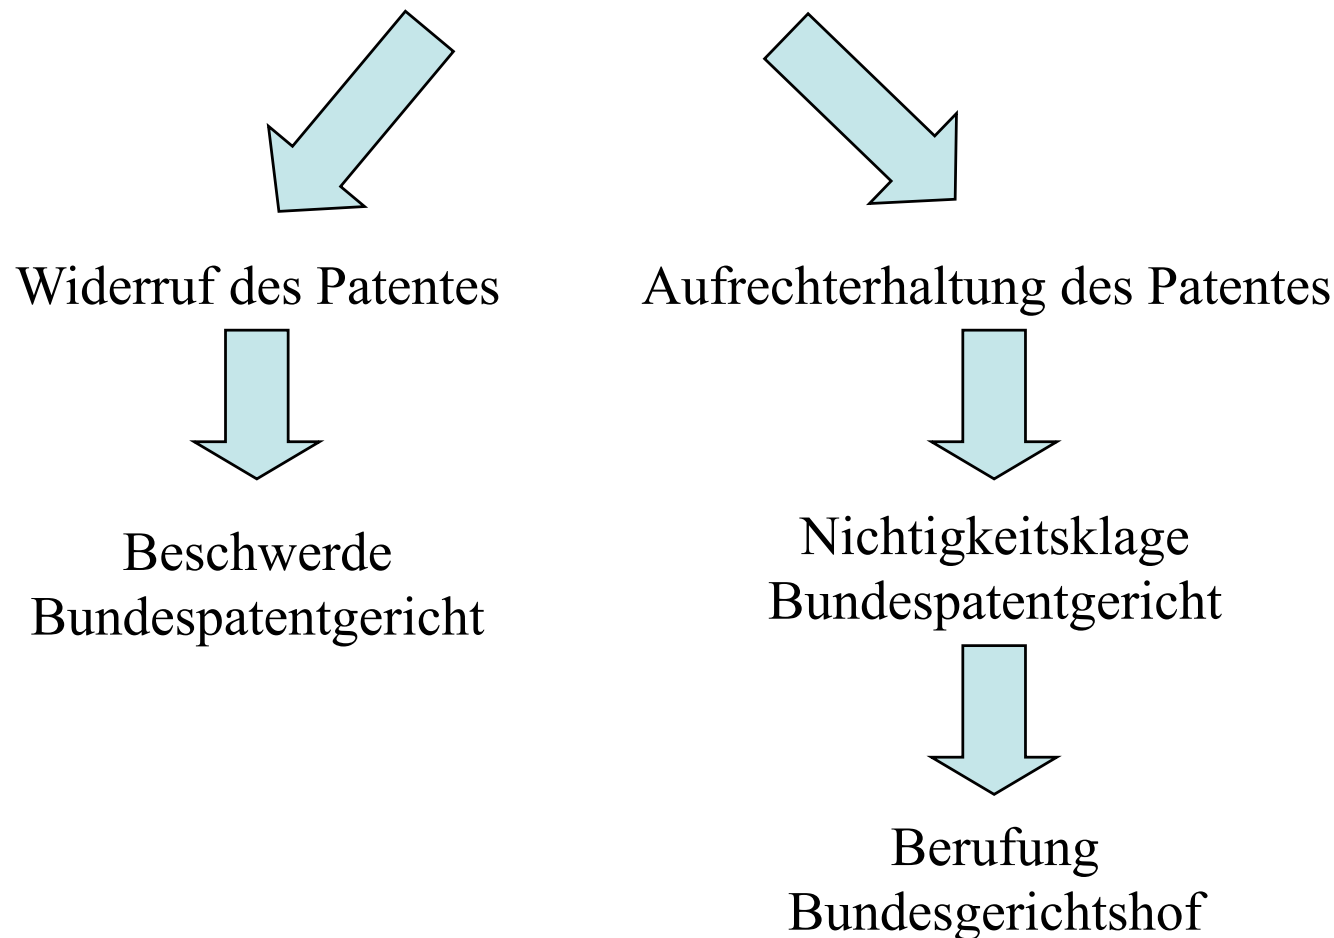 Widerruf des Patentes
Aufrechterhaltung des Patentes
Beschwerde
Bundespatentgericht
Nichtigkeitsklage
Bundespatentgericht
Berufung
Bundesgerichtshof